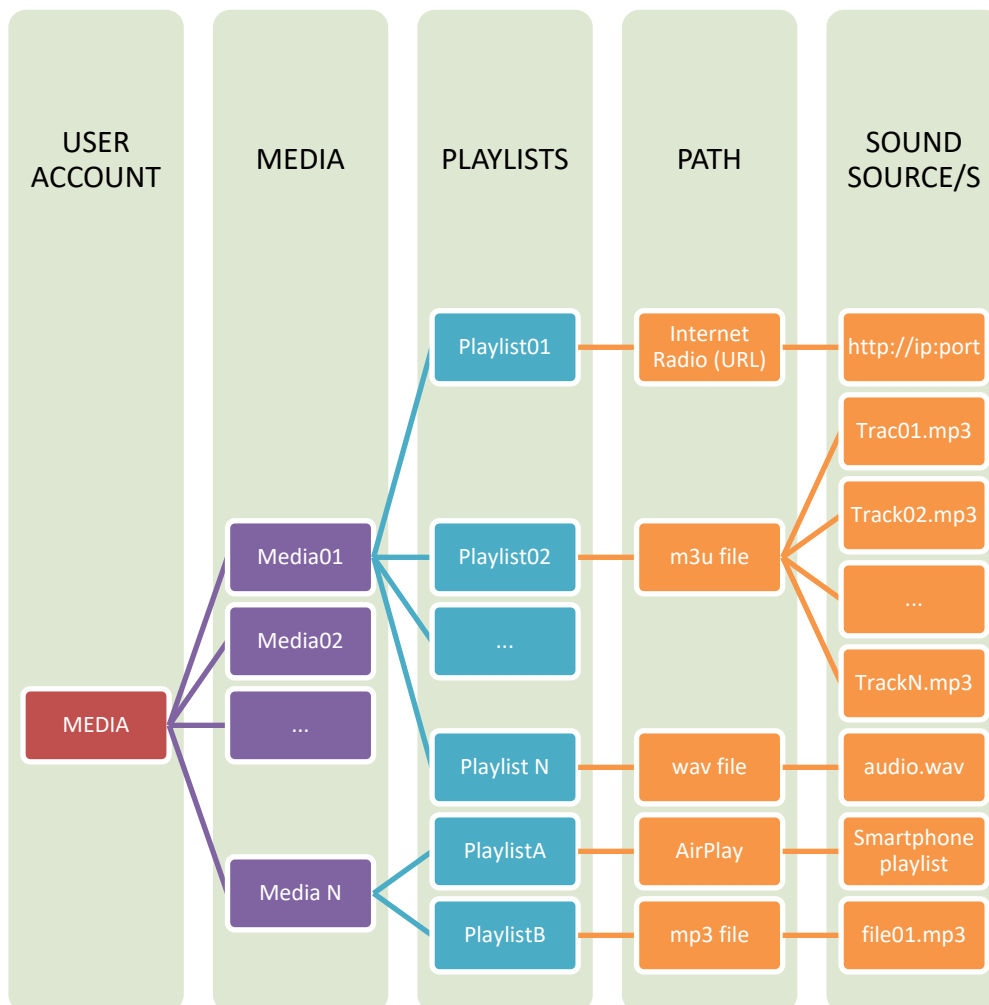 USER
ACCOUNT
MEDIA
PLAYLISTS
PATH
SOUND
SOURCE/S
Playlist01
Internet
Radio (URL)
http://ip:port
Trac01.mp3
Track02.mp3
Media01
Playlist02
m3u file
...
Media02
...
TrackN.mp3
MEDIA
...
Playlist N
wav file
audio.wav
PlaylistA
AirPlay
Smartphone
playlist
Media N
PlaylistB
mp3 file
file01.mp3